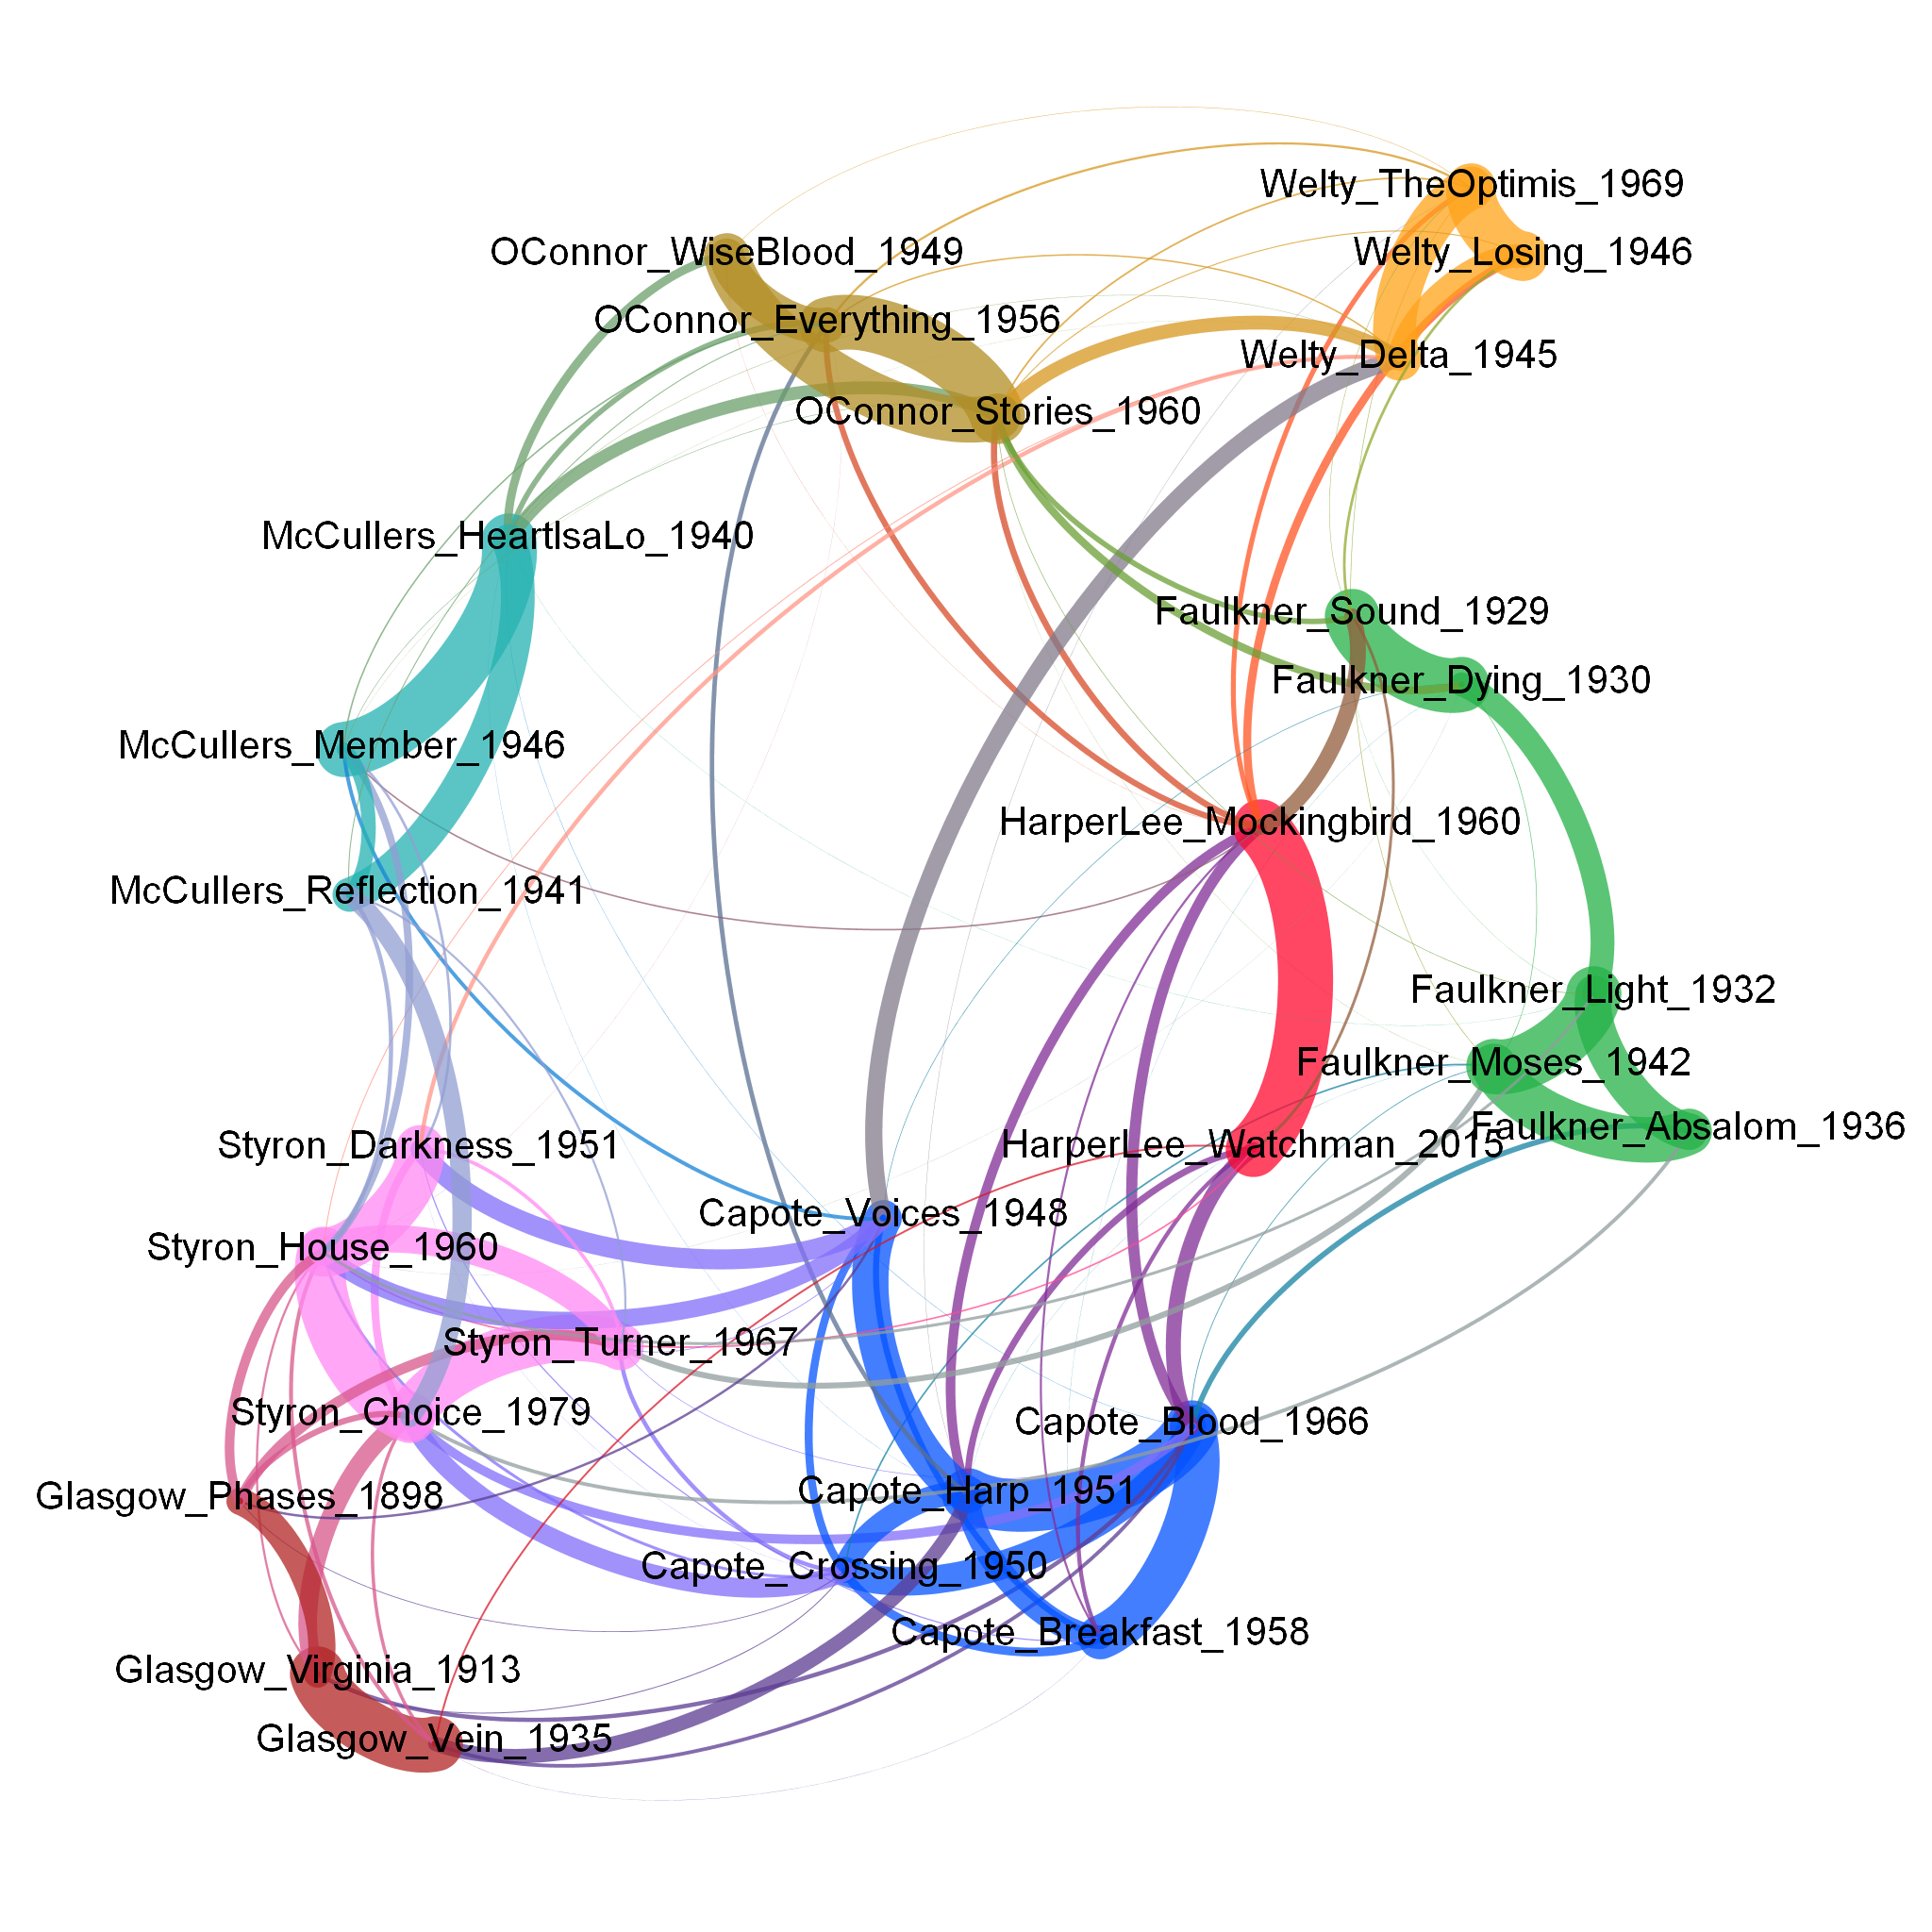 Welty_TheOptimis_1969
OConnor_WiseBlood_1949
Welty_Losing_1946
OConnor_Everything_1956
Welty_Delta_1945
OConnor_Stories_1960
McCullers_HeartIsaLo_1940
Faulkner_Sound_1929
Faulkner_Dying_1930
McCullers_Member_1946
HarperLee_Mockingbird_1960
McCullers_Reflection_1941
Faulkner_Light_1932
Faulkner_Moses_1942
Faulkner_Absalom_1936
Styron_Darkness_1951
HarperLee_Watchman_2015
Capote_Voices_1948
Styron_House_1960
Styron_Turner_1967
Styron_Choice_1979
Capote_Blood_1966
Glasgow_Phases_1898
Capote_Harp_1951
Capote_Crossing_1950
Capote_Breakfast_1958
Glasgow_Virginia_1913
Glasgow_Vein_1935